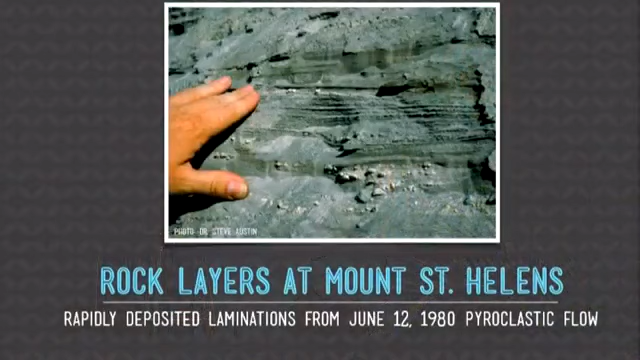 PHOTO: DR. STEVE AUSTIN
ROCK LAYERS AT MOUNT ST. HELENS
RAPIDLY DEPOSITED LAMINATIONS FROM JUNE 12, 1980 PYROCLASTIC FLOW